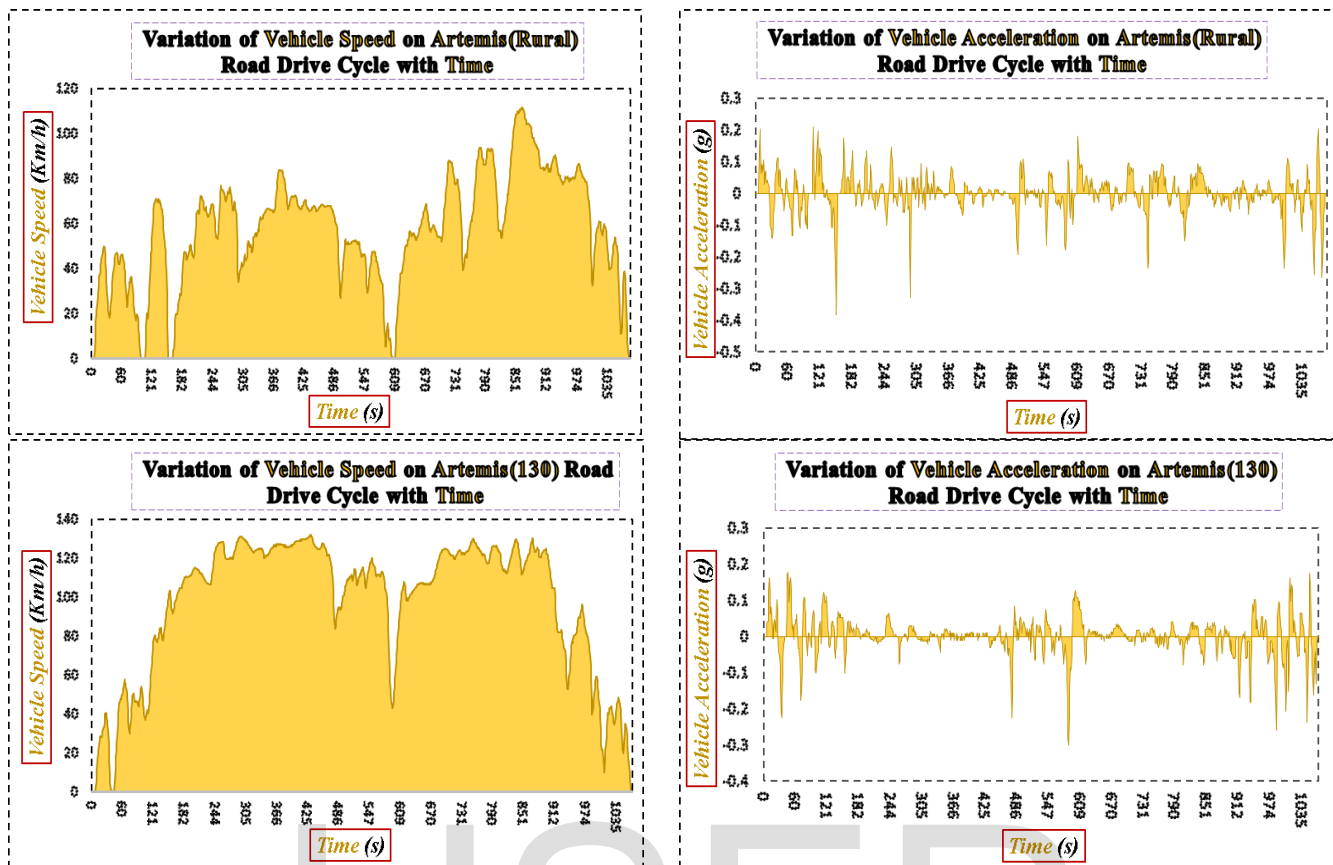 Variation of Vehicle Speed on Artemis(Rural)
Road Drive Cycle with Time
Vehicle Speed (Km/h)
120
100
80
60
40
20
0
0 60 121 182 244 305 366 425 486 547 609 670 731 790 851 912 974 1035
Time (s)
Variation of Vehicle Acceleration on Artemis(Rural)
Road Drive Cycle with Time
Vehicle Acceleration (g)
0.3
0.2
0.1
0
-0.1
-0.2
-0.3
-0.4
-0.5
0 60 121 182 244 305 366 425 486 547 609 670 731 790 851 912 974 1035
Time (s)
Variation of Vehicle Speed on Artemis(130) Road
Drive Cycle with Time
Vehicle Speed (Km/h)
140
120
100
80
60
40
20
0
0 60 121 182 244 305 366 425 486 547 609 670 731 790 851 912 974 1035
Time (s)
Variation of Vehicle Acceleration on Artemis(130)
Road Drive Cycle with Time
Vehicle Acceleration (g)
0.3
0.2
0.1
0
-0.1
-0.2
-0.3
-0.4
0 60 121 182 244 305 366 425 486 547 609 670 731 790 851 912 974 1035
Time (s)